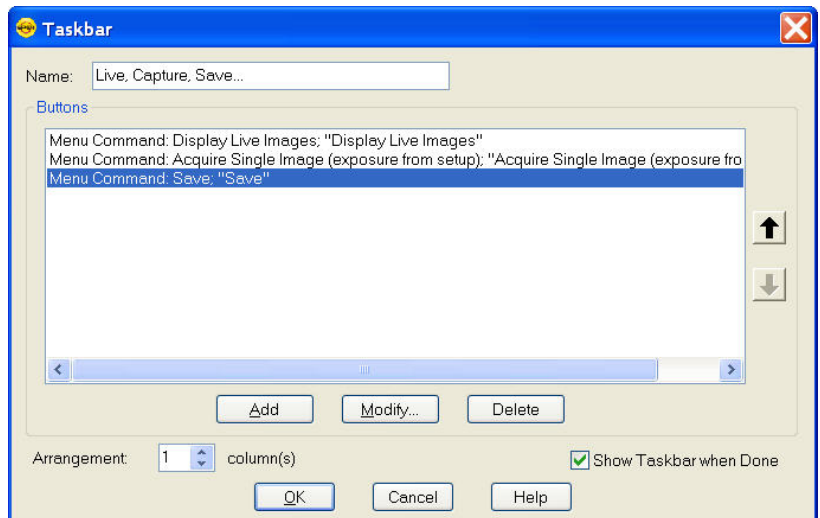 Taskbar
Name: Live, Capture, Save...
Buttons
Menu Command: Display Live Images; "Display Live Images"
Menu Command: Acquire Single Image (exposure from setup); "Acquire Single Image (exposure fro
Menu Command: Save; "Save"
Add Modify... Delete
Arrangement: 1 column(s) Show Taskbar when Done
OK Cancel Help